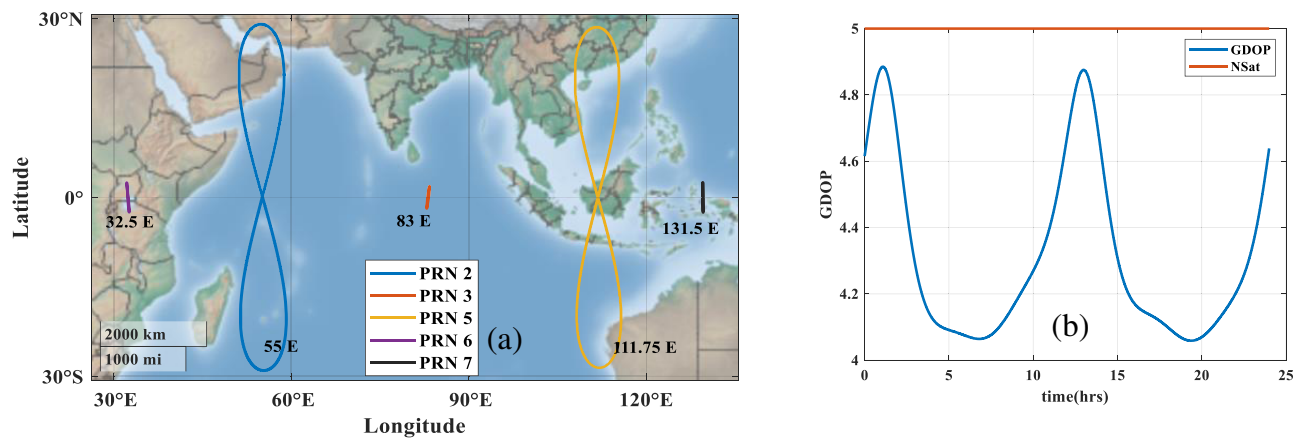 30°N
0°
30°S
Latitude
32.5 E
83 E
131.5 E
55 E
111.75 E
PRN 2
PRN 3
PRN 5
PRN 6
PRN 7
(a)
2000 km
1000 mi
30°E
60°E
90°E
120°E
Longitude
5
4.8
4.6
4.4
4.2
4
GDOP
GDOP
NSat
(b)
0
5
10
15
20
25
time(hrs)